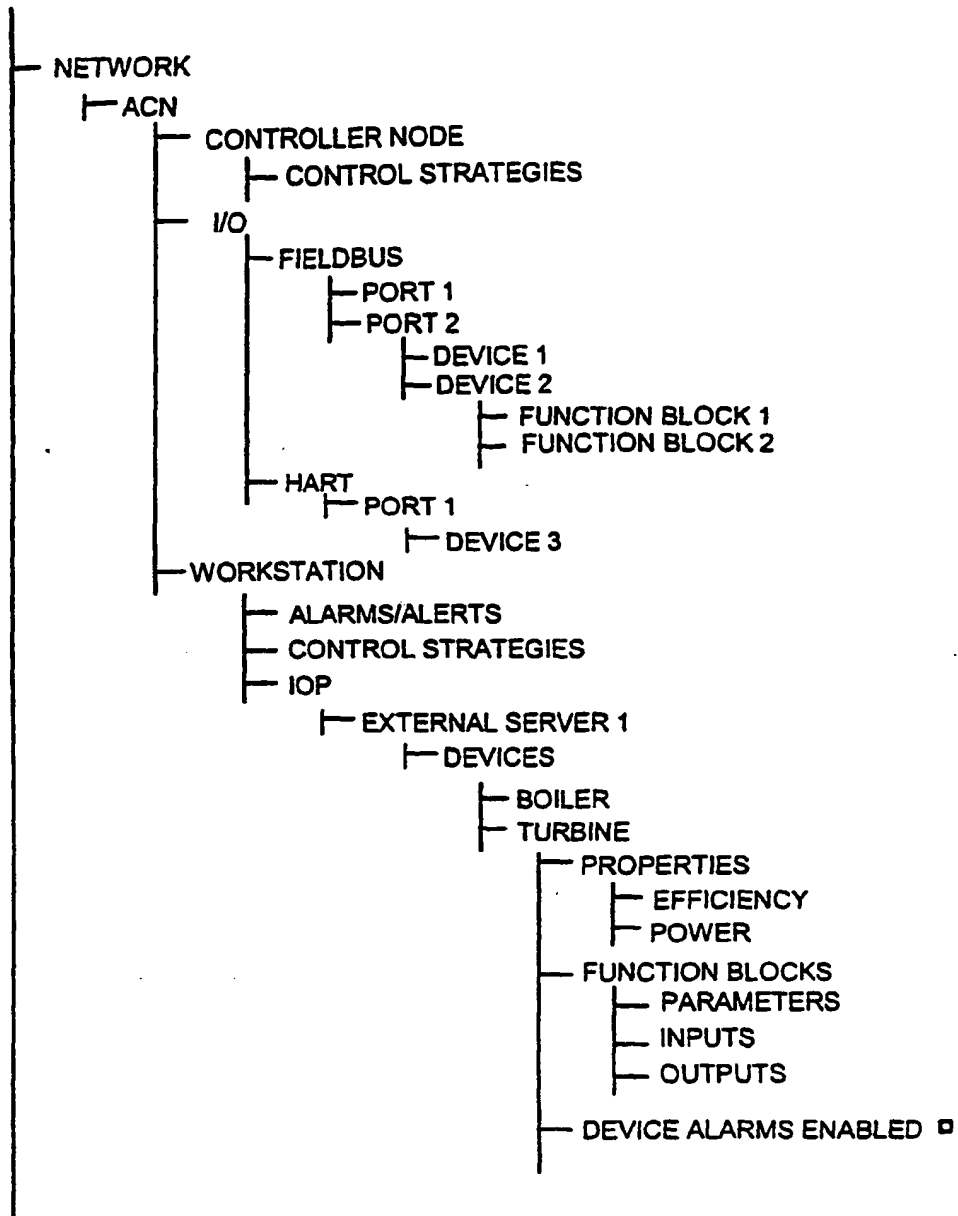 NETWORK
ACN
CONTROLLER NODE
CONTROL STRATEGIES
I/O
FIELDBUS
PORT 1
PORT 2
DEVICE 1
DEVICE 2
FUNCTION BLOCK 1
FUNCTION BLOCK 2
HART
PORT 1
DEVICE 3
WORKSTATION
ALARMS/ALERTS
CONTROL STRATEGIES
IOP
EXTERNAL SERVER 1
DEVICES
BOILER
TURBINE
PROPERTIES
EFFICIENCY
POWER
FUNCTION BLOCKS
PARAMETERS
INPUTS
OUTPUTS
DEVICE ALARMS ENABLED